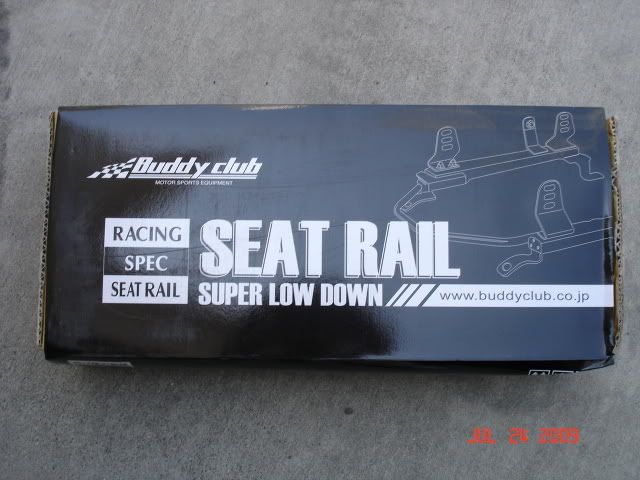 Buddy club
MOTOR SPORTS EQUIPMENT
RACING
SPEC
SEAT RAIL
SEAT RAIL
SUPER LOW DOWN
www.buddyclub.co.jp
JUL 24 2009